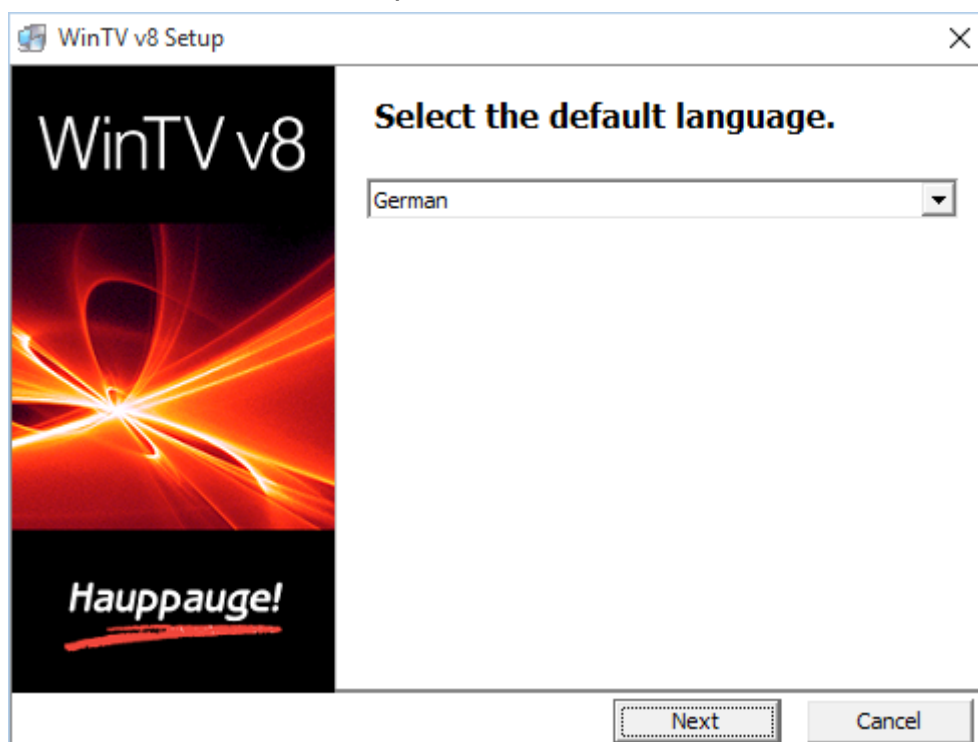 WinTV v8 Setup
WinTV v8
Select the default language.
German
Hauppauge!
Next
Cancel